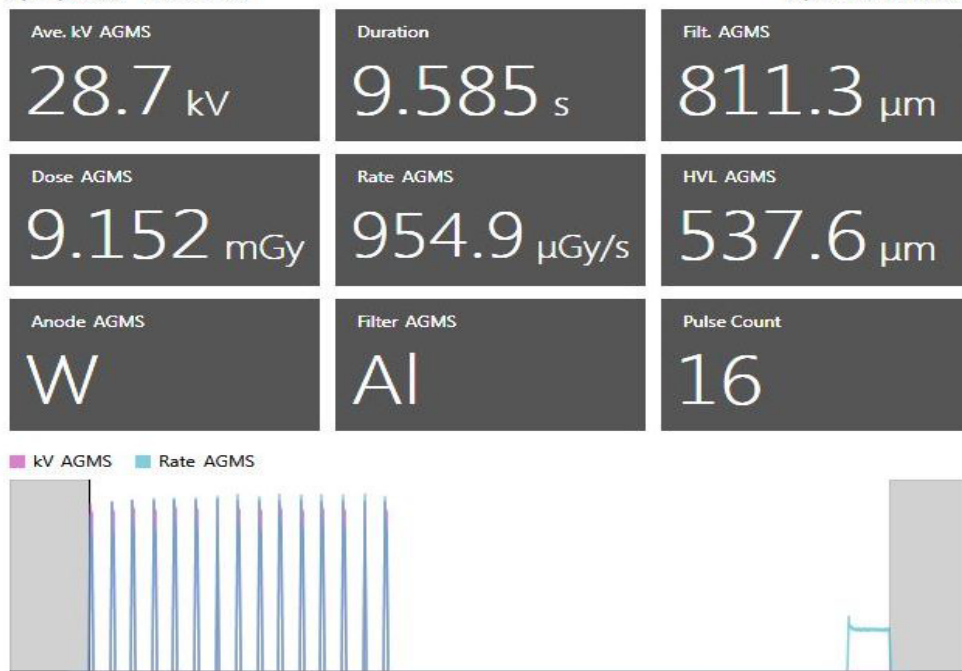 Ave. kV AGMS
28.7 kV
Duration
9.585 s
Filt. AGMS
811.3 μm
Dose AGMS
9.152 mGy
Rate AGMS
954.9 μGy/s
HVL AGMS
537.6 μm
Anode AGMS
W
Filter AGMS
Al
Pulse Count
16
kV AGMS
Rate AGMS